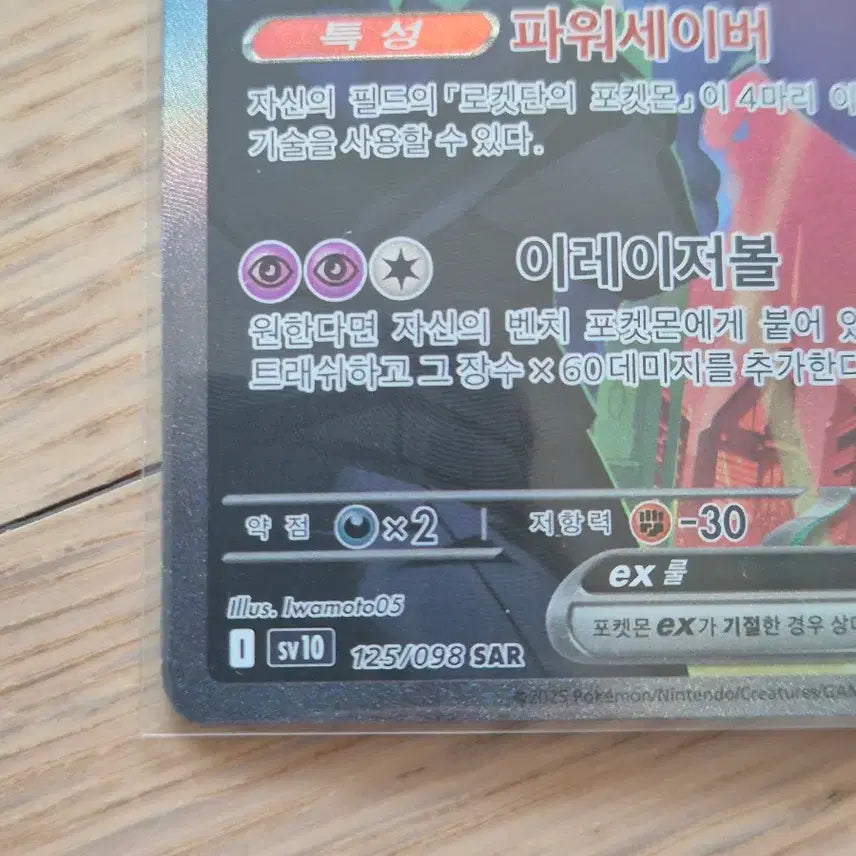 특성 파워세이버
자신의 필드의 『로켓단의 포켓몬』이 4마리 이
기술을 사용할 수 있다.
이레이저볼
원한다면 자신의 벤치 포켓몬에게 붙어 있
트래쉬하고 그 장수 × 60데미지를 추가한다
약점 ×2 저항력 -30
ex 룰
포켓몬 ex가 기절한 경우 상대
Illus. Iwamoto05
I sv10 125/098 SAR
©2025 Pokémon/Nintendo/Creatures/GAM